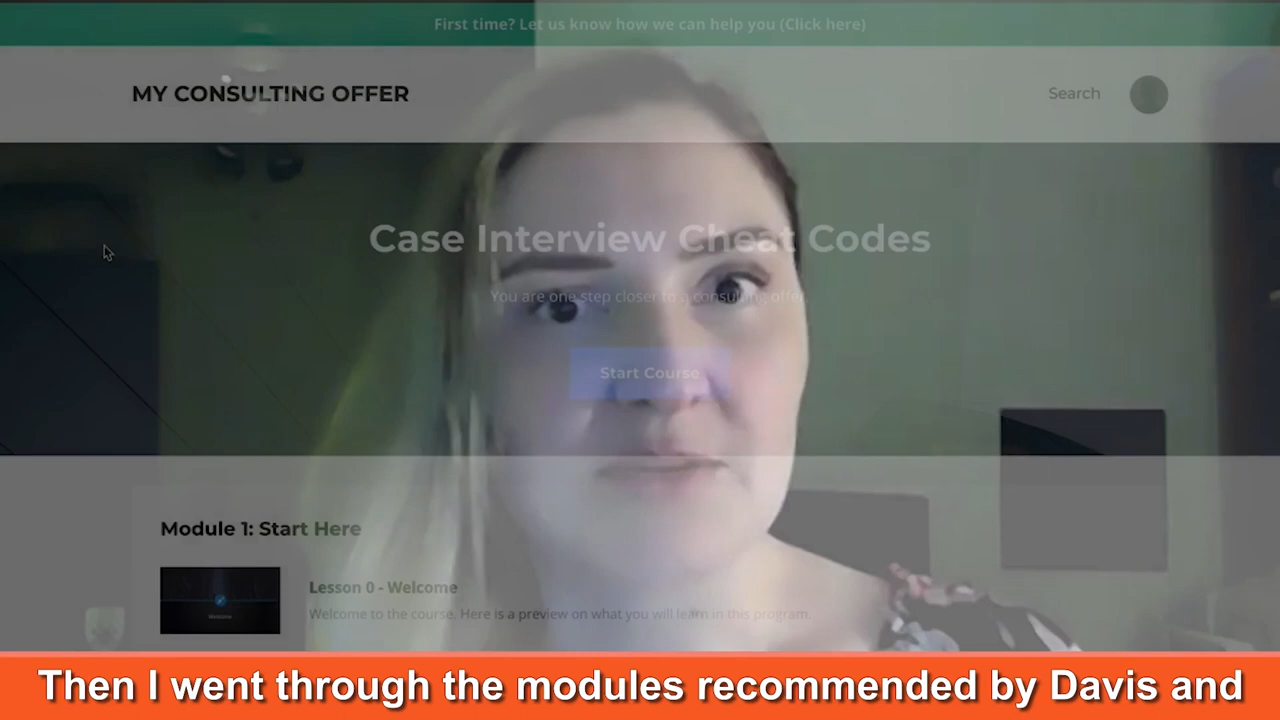 First time? Let us know how we can help you (Click here)
MY CONSULTING OFFER
Search
Case Interview Cheat Codes
You are one step closer to a consulting offer.
Start Course
Module 1: Start Here
Lesson 0 - Welcome
Welcome to the course. Here is a preview on what you will learn in this program.
Welcome
Then I went through the modules recommended by Davis and